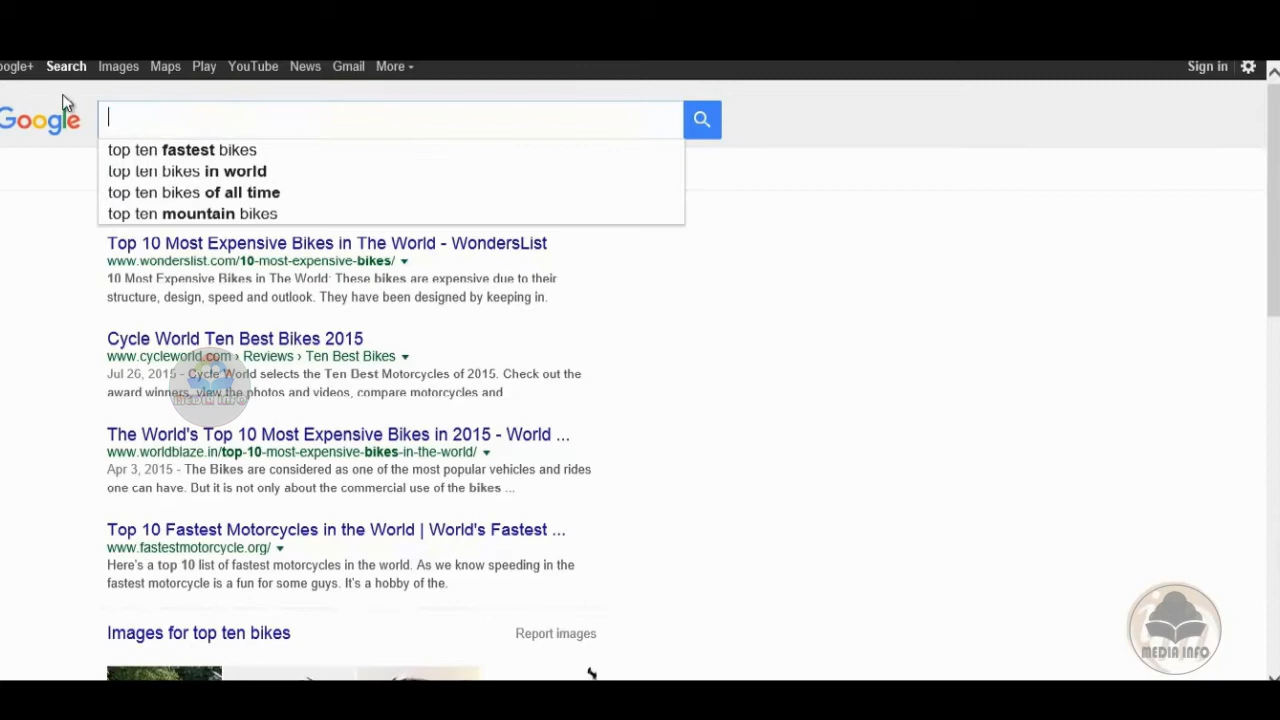 oogle+ Search Images Maps Play YouTube News Gmail More Sign in
Google
top ten fastest bikes
top ten bikes in world
top ten bikes of all time
top ten mountain bikes
Top 10 Most Expensive Bikes in The World - WondersList
www.wonderslist.com/10-most-expensive-bikes/
10 Most Expensive Bikes in The World: These bikes are expensive due to their
structure, design, speed and outlook. They have been designed by keeping in.
Cycle World Ten Best Bikes 2015
www.cycleworld.com › Reviews › Ten Best Bikes
Jul 26, 2015 - Cycle World selects the Ten Best Motorcycles of 2015. Check out the
award winners, view the photos and videos, compare motorcycles and
MEDIA INFO
The World's Top 10 Most Expensive Bikes in 2015 - World ...
www.worldblaze.in/top-10-most-expensive-bikes-in-the-world/
Apr 3, 2015 - The Bikes are considered as one of the most popular vehicles and rides
one can have. But it is not only about the commercial use of the bikes ...
Top 10 Fastest Motorcycles in the World | World's Fastest ...
www.fastestmotorcycle.org/
Here's a top 10 list of fastest motorcycles in the world. As we know speeding in the
fastest motorcycle is a fun for some guys. It's a hobby of the.
Images for top ten bikes Report images
MEDIA INFO